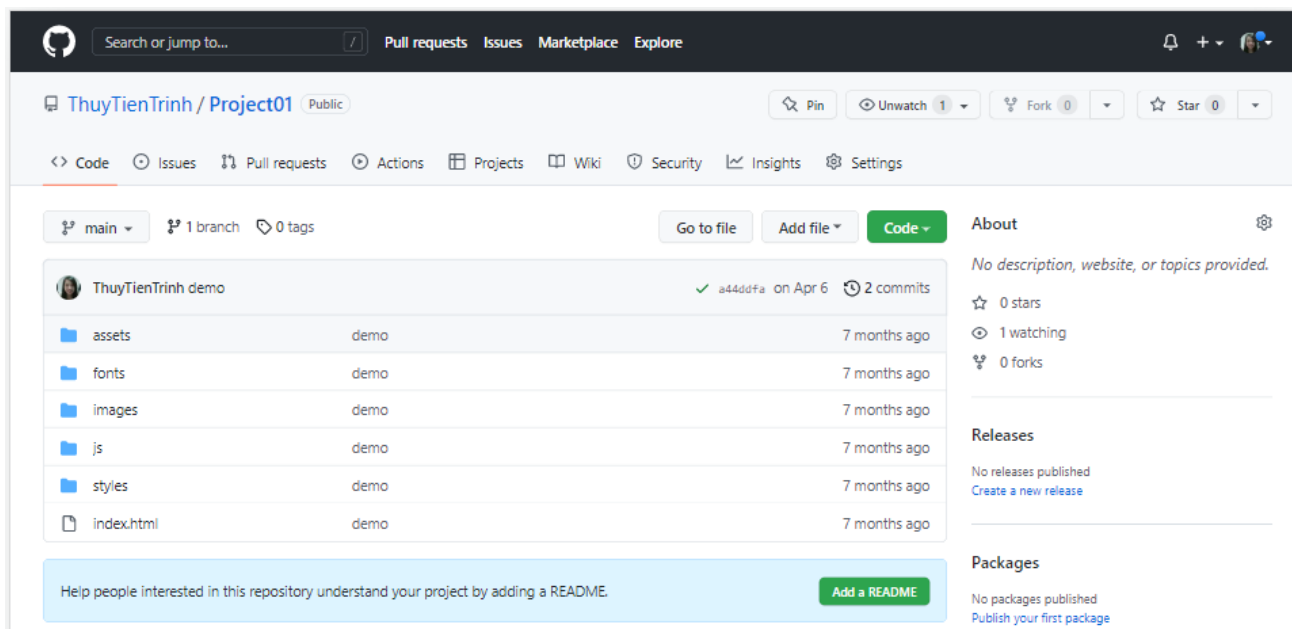 Search or jump to... / Pull requests Issues Marketplace Explore
ThuyTienTrinh / Project01 Public Pin Unwatch 1 Fork 0 Star 0
<> Code Issues Pull requests Actions Projects Wiki Security Insights Settings
main 1 branch 0 tags Go to file Add file Code
ThuyTienTrinh demo a44ddfa on Apr 6 2 commits
assets demo 7 months ago
fonts demo 7 months ago
images demo 7 months ago
js demo 7 months ago
styles demo 7 months ago
index.html demo 7 months ago
Help people interested in this repository understand your project by adding a README. Add a README
About
No description, website, or topics provided.
0 stars
1 watching
0 forks
Releases
No releases published
Create a new release
Packages
No packages published
Publish your first package